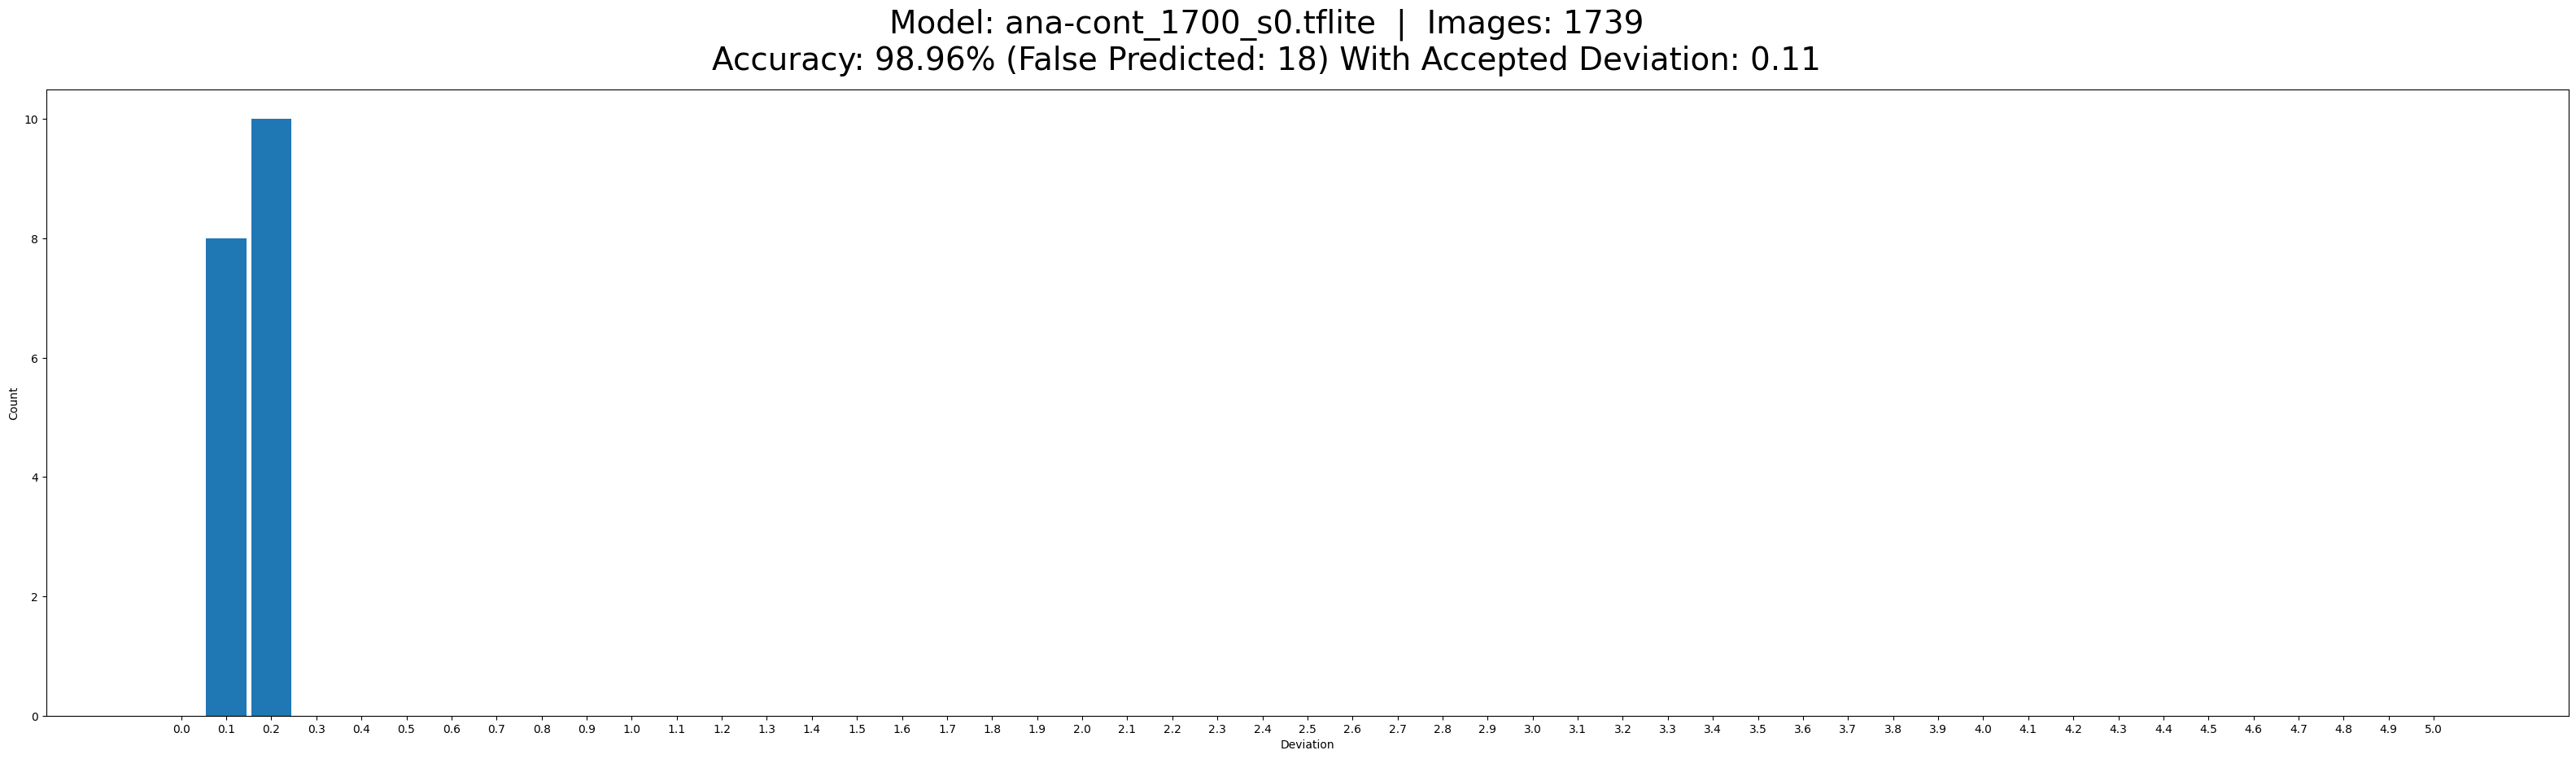 Model: ana-cont_1700_s0.tflite | Images: 1739
Accuracy: 98.96% (False Predicted: 18) With Accepted Deviation: 0.11
10
8
6
4
2
0
Count
0.0 0.1 0.2 0.3 0.4 0.5 0.6 0.7 0.8 0.9 1.0 1.1 1.2 1.3 1.4 1.5 1.6 1.7 1.8 1.9 2.0 2.1 2.2 2.3 2.4 2.5 2.6 2.7 2.8 2.9 3.0 3.1 3.2 3.3 3.4 3.5 3.6 3.7 3.8 3.9 4.0 4.1 4.2 4.3 4.4 4.5 4.6 4.7 4.8 4.9 5.0
Deviation